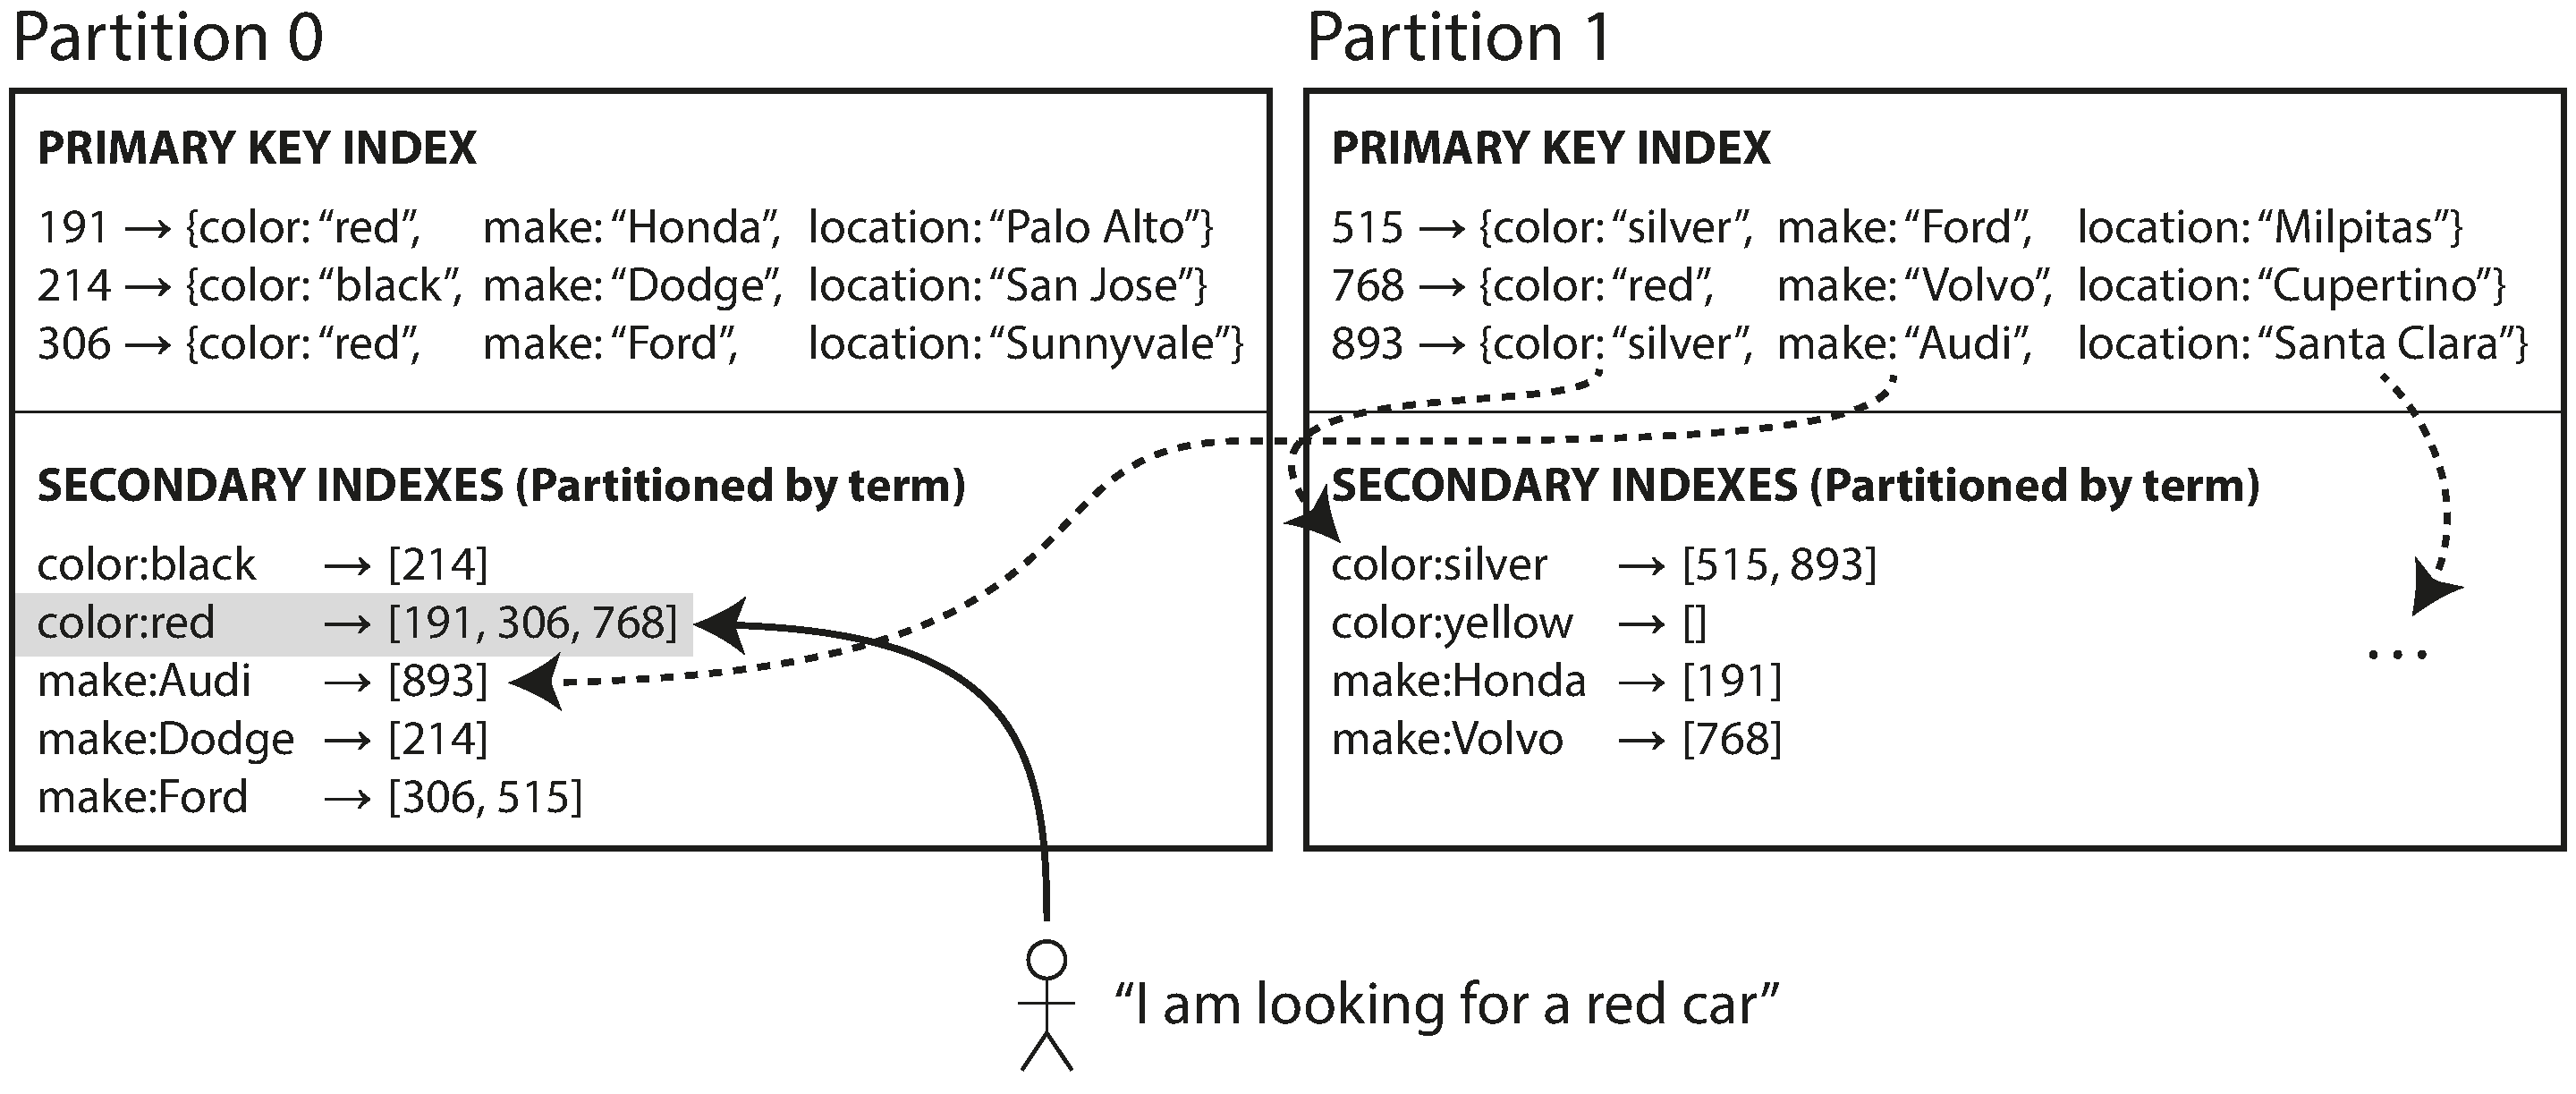 Partition 0
PRIMARY KEY INDEX
191 → {color: “red”, make: “Honda”, location: “Palo Alto”}
214 → {color: “black”, make: “Dodge”, location: “San Jose”}
306 → {color: “red”, make: “Ford”, location: “Sunnyvale”}
SECONDARY INDEXES (Partitioned by term)
color:black → [214]
color:red → [191, 306, 768]
make:Audi → [893]
make:Dodge → [214]
make:Ford → [306, 515]
Partition 1
PRIMARY KEY INDEX
515 → {color: “silver”, make: “Ford”, location: “Milpitas”}
768 → {color: “red”, make: “Volvo”, location: “Cupertino”}
893 → {color: “silver”, make: “Audi”, location: “Santa Clara”}
SECONDARY INDEXES (Partitioned by term)
color:silver → [515, 893]
color:yellow → []
make:Honda → [191]
make:Volvo → [768]
...
“I am looking for a red car”